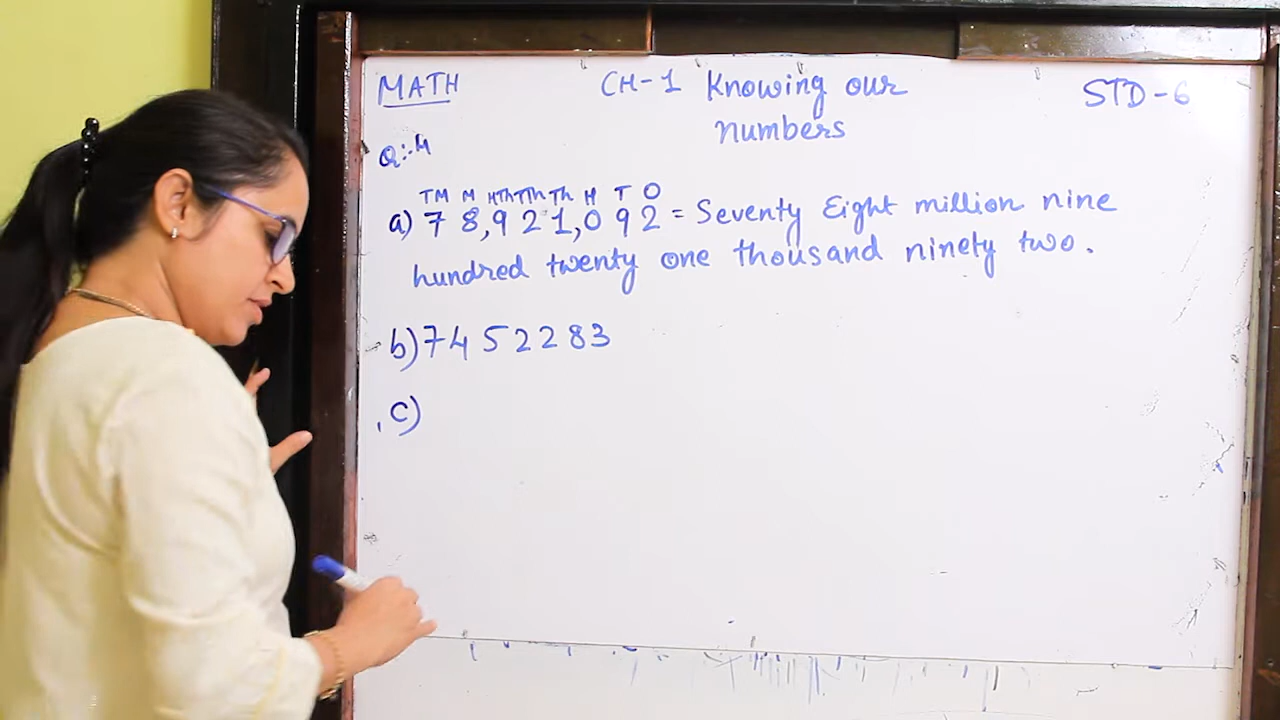 MATH CH-1 Knowing our STD-6
numbers
Q:-4
TM M HTh TTh Th H T O
a) 7 8,9 2 1,0 9 2 = Seventy Eight million nine
hundred twenty one thousand ninety two.
b) 7 4 5 2 2 8 3
c)